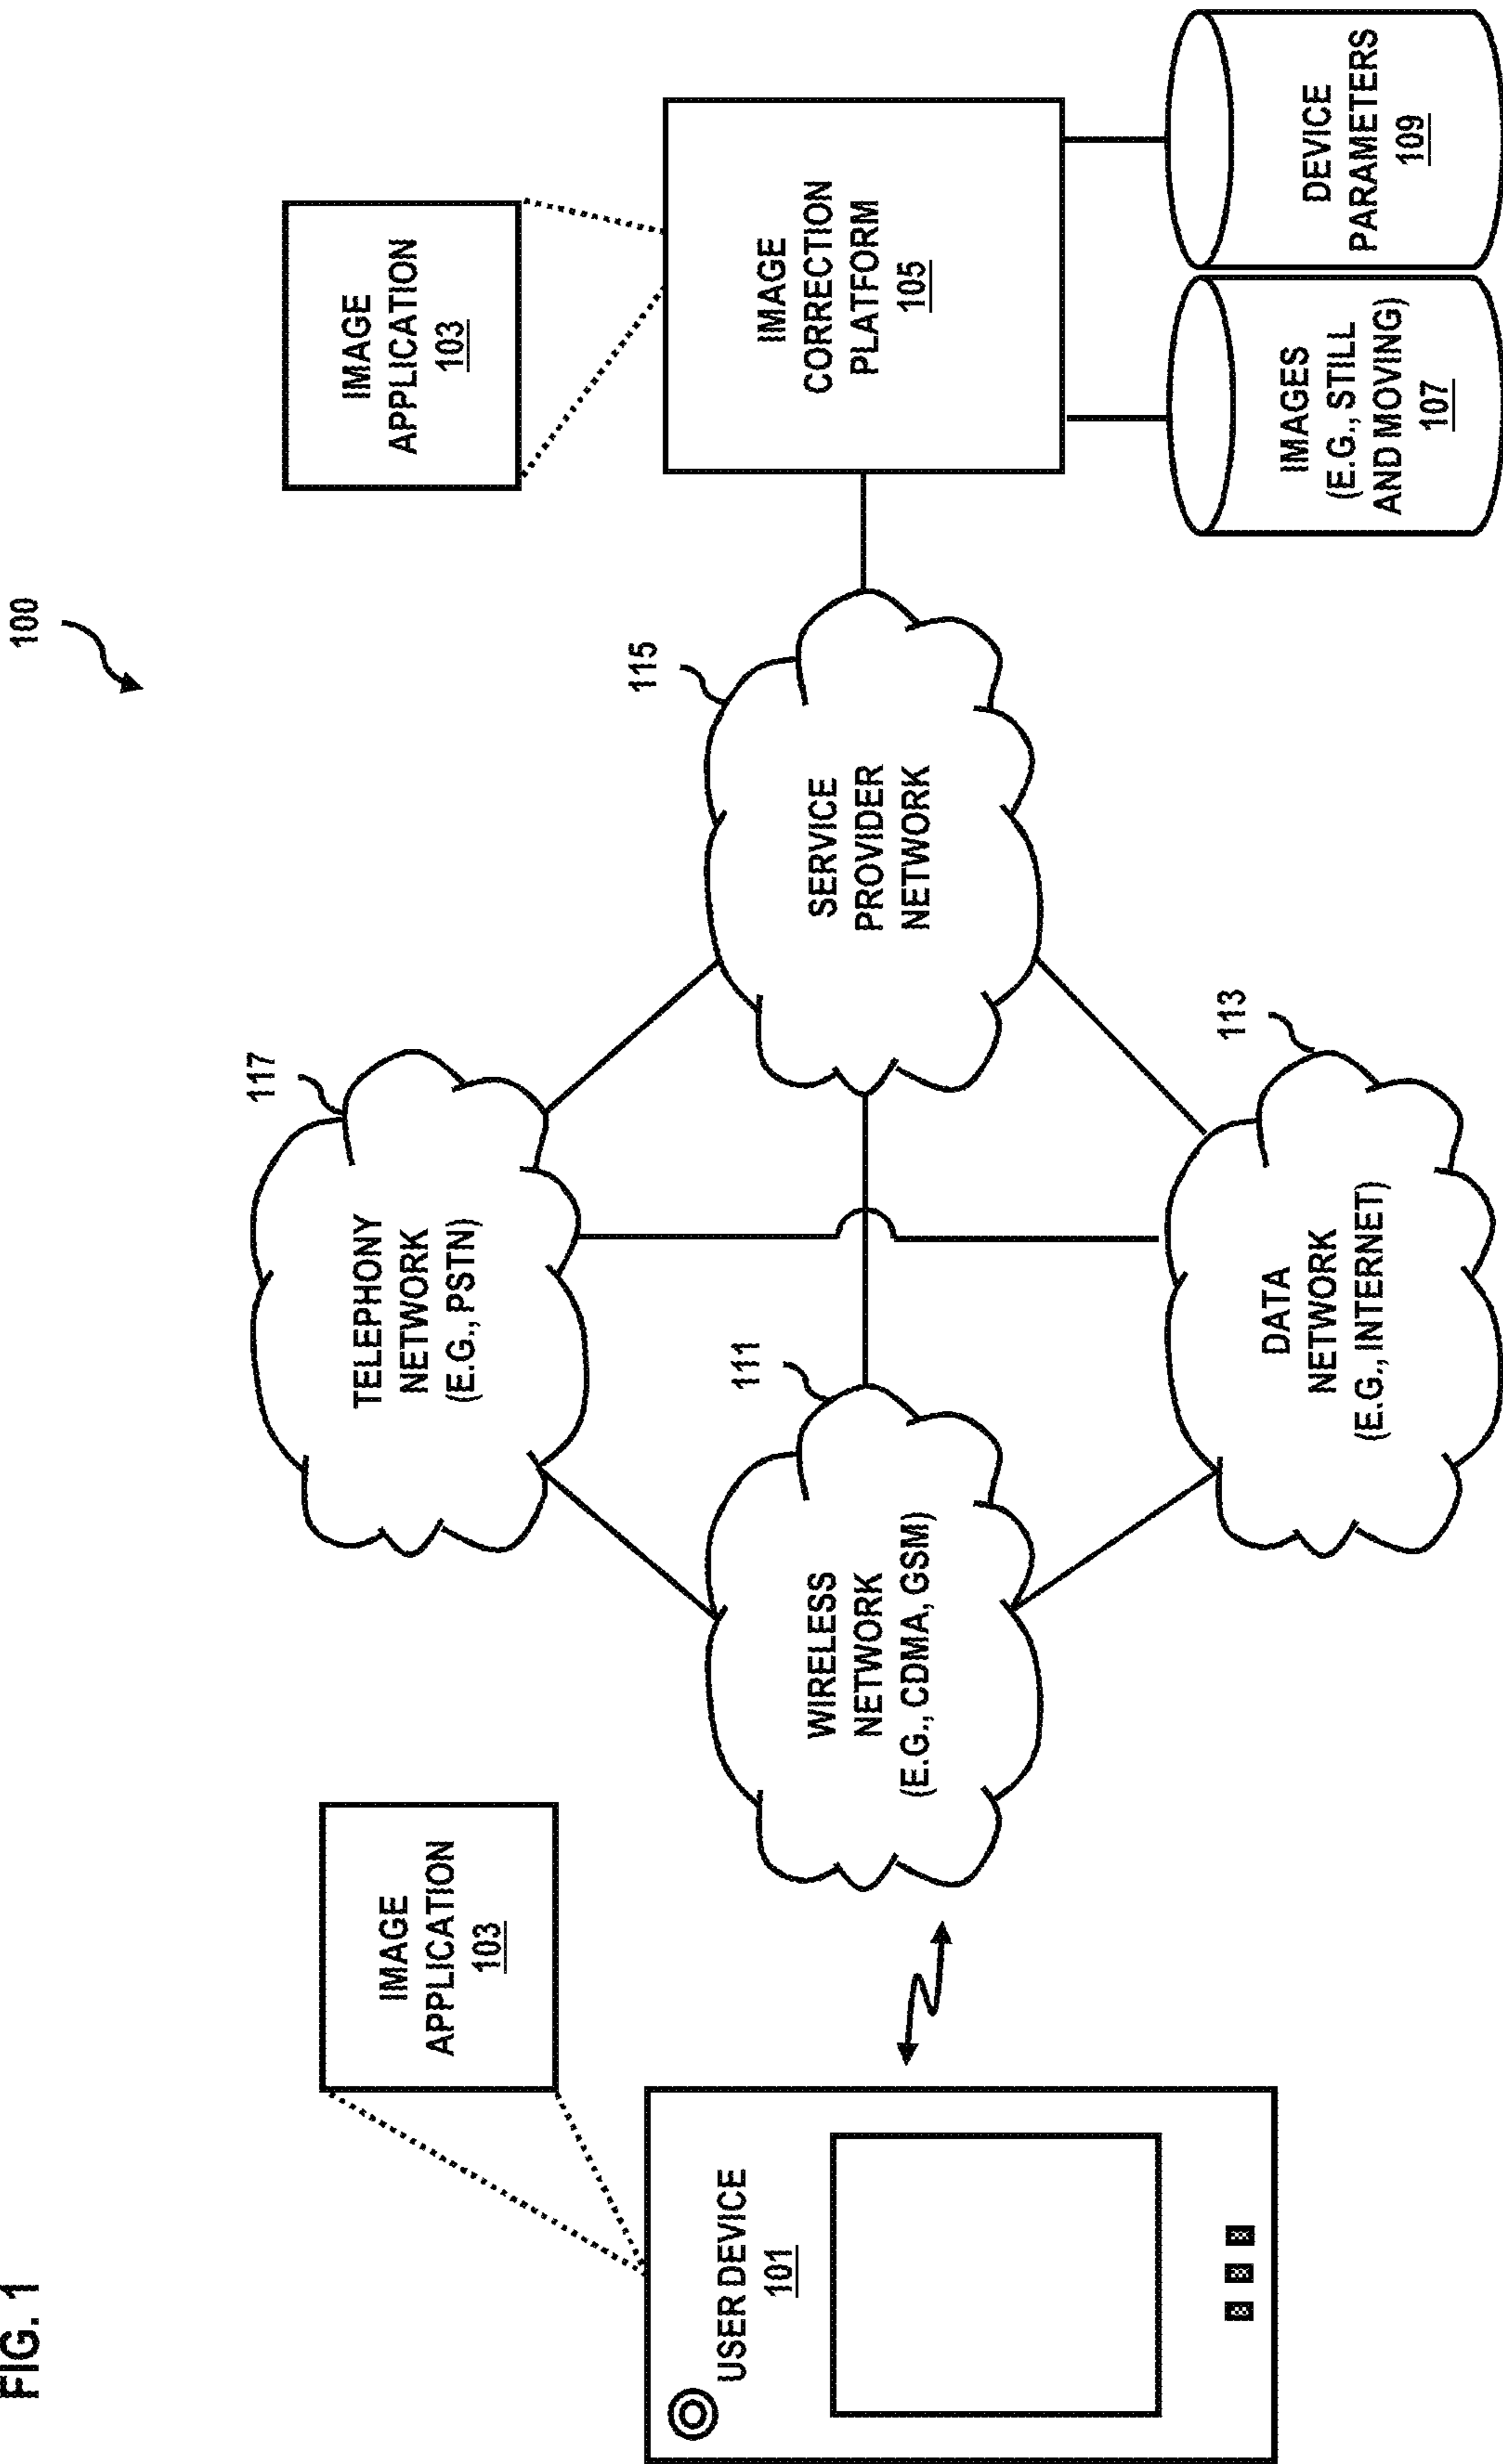 FIG. 1
100
IMAGE
APPLICATION
103
USER DEVICE
101
TELEPHONY
NETWORK
(E.G., PSTN)
117
WIRELESS
NETWORK
(E.G., CDMA, GSM)
111
SERVICE
PROVIDER
NETWORK
115
DATA
NETWORK
(E.G., INTERNET)
113
IMAGE
APPLICATION
103
IMAGE
CORRECTION
PLATFORM
105
IMAGES
(E.G., STILL
AND MOVING)
107
DEVICE
PARAMETERS
109